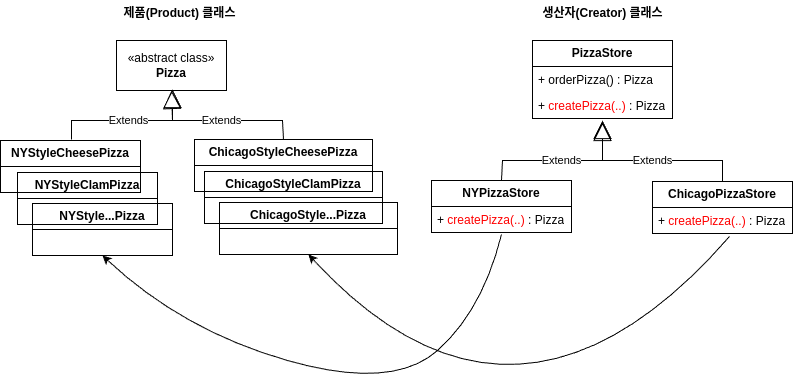 제품(Product) 클래스
생산자(Creator) 클래스
«abstract class»
Pizza
PizzaStore
+ orderPizza() : Pizza
+ createPizza(..) : Pizza
Extends
Extends
Extends
Extends
NYStyleCheesePizza
NYStyleClamPizza
NYStyle...Pizza
ChicagoStyleCheesePizza
ChicagoStyleClamPizza
ChicagoStyle...Pizza
NYPizzaStore
+ createPizza(..) : Pizza
ChicagoPizzaStore
+ createPizza(..) : Pizza